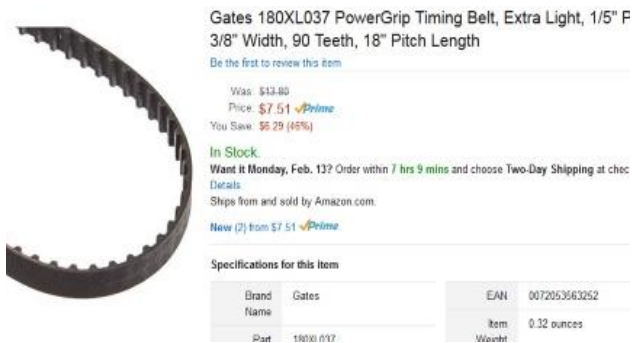 Gates 180XL037 PowerGrip Timing Belt, Extra Light, 1/5" P
3/8" Width, 90 Teeth, 18" Pitch Length
Be the first to review this item
Was: $13.80
Price: $7.51 Prime
You Save: $6.29 (46%)
In Stock.
Want it Monday, Feb. 13? Order within 7 hrs 9 mins and choose Two-Day Shipping at chec
Details
Ships from and sold by Amazon.com.
New (2) from $7.51 Prime
Specifications for this item
Brand Name Gates
Part 180XL037
EAN 0072053563252
Item Weight 0.32 ounces